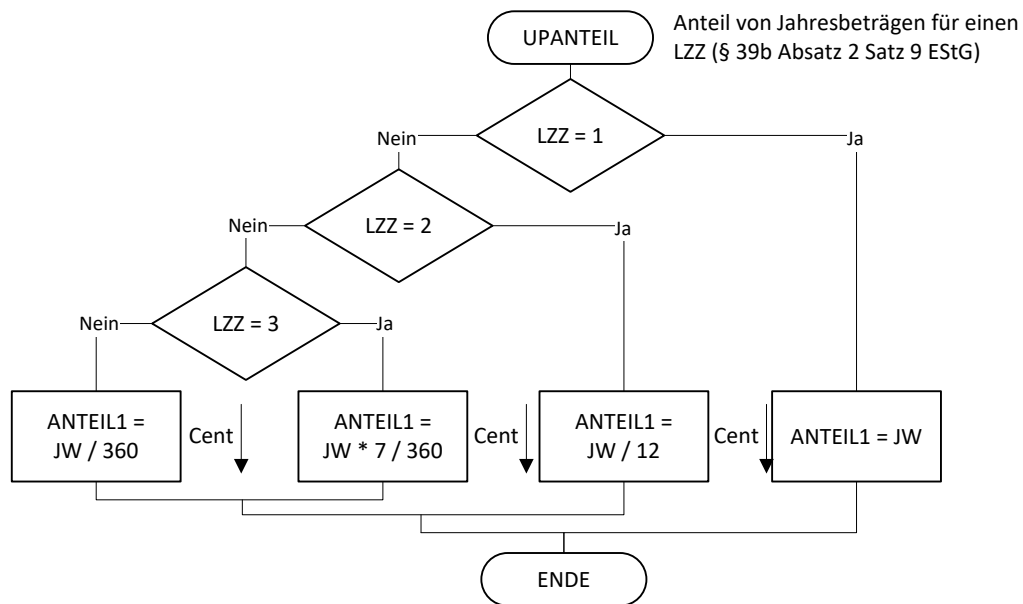 UPANTEIL
Anteil von Jahresbeträgen für einen
LZZ (§ 39b Absatz 2 Satz 9 EStG)
LZZ = 1
Nein
Ja
LZZ = 2
Nein
Ja
LZZ = 3
Nein
Ja
ANTEIL1 =
JW / 360
Cent
ANTEIL1 =
JW * 7 / 360
Cent
ANTEIL1 =
JW / 12
Cent
ANTEIL1 = JW
ENDE